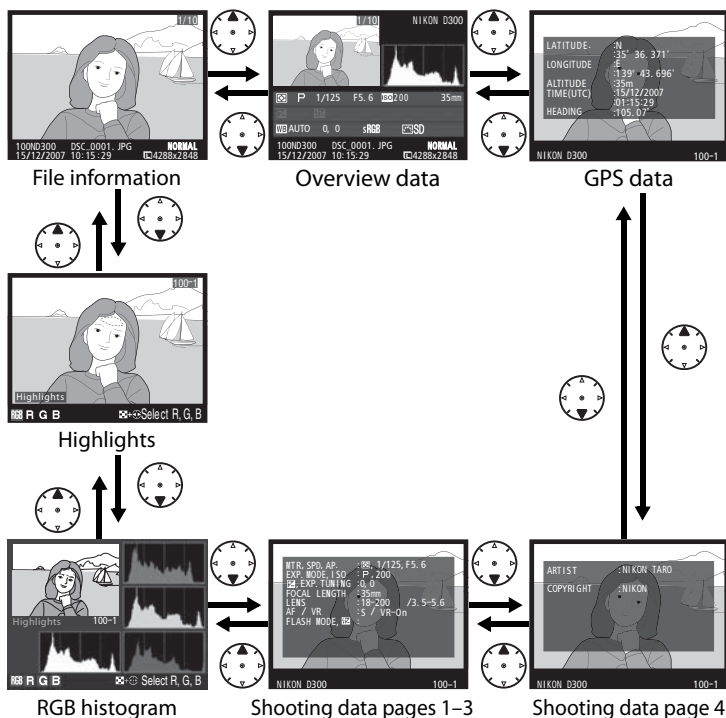 1/10
100ND300 DSC_0001.JPG NORMAL
15/12/2007 10:15:29 L 4288x2848
File information
1/10 NIKON D300
P 1/125 F5.6 ISO 200 35mm
WB AUTO 0, 0 sRGB SD
100ND300 DSC_0001.JPG NORMAL
15/12/2007 10:15:29 L 4288x2848
Overview data
LATITUDE. :N
:35° 36.371'
LONGITUDE :E
:139° 43.696'
ALTITUDE :35m
TIME(UTC) :15/12/2007
:01:15:29
HEADING :105.07°
NIKON D300 100-1
GPS data
100-1
Highlights
RGB R G B Select R, G, B
Highlights
Highlights 100-1
RGB R G B Select R, G, B
RGB histogram
MTR, SPD, AP. : , 1/125, F5.6
EXP. MODE, ISO :P, 200
, EXP. TUNING :0, 0
FOCAL LENGTH :35mm
LENS :18-200 /3.5-5.6
AF / VR :S / VR-On
FLASH MODE, :
NIKON D300 100-1
Shooting data pages 1–3
ARTIST :NIKON TARO
COPYRIGHT :NIKON
NIKON D300 100-1
Shooting data page 4